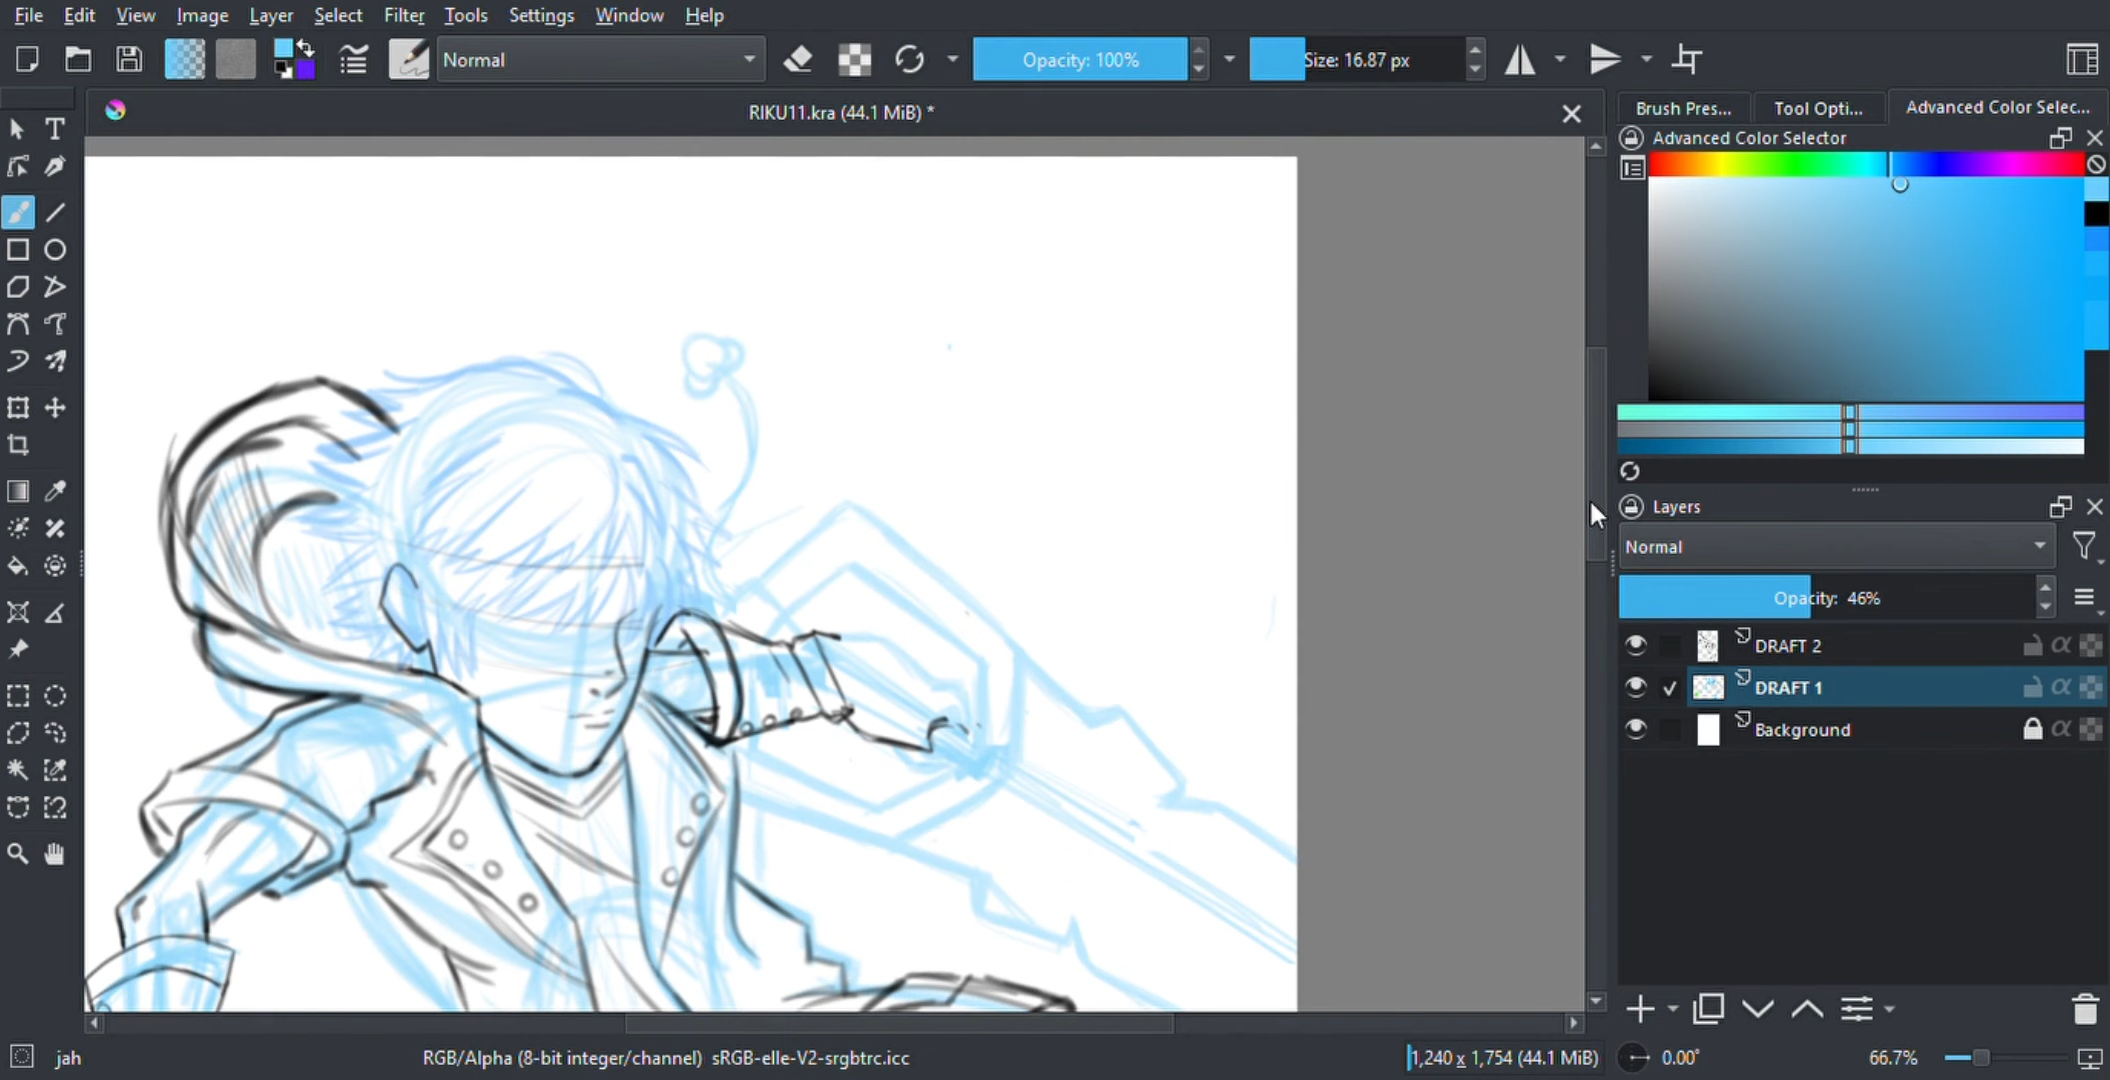 File Edit View Image Layer Select Filter Tools Settings Window Help
Normal Opacity: 100% Size: 16.87 px
RIKU11.kra (44.1 MiB) *
Brush Pres... Tool Opti... Advanced Color Selec...
Advanced Color Selector
Layers
Normal
Opacity: 46%
DRAFT 2
DRAFT 1
Background
jah RGB/Alpha (8-bit integer/channel) sRGB-elle-V2-srgbtrc.icc 1,240 x 1,754 (44.1 MiB) 0.00° 66.7%